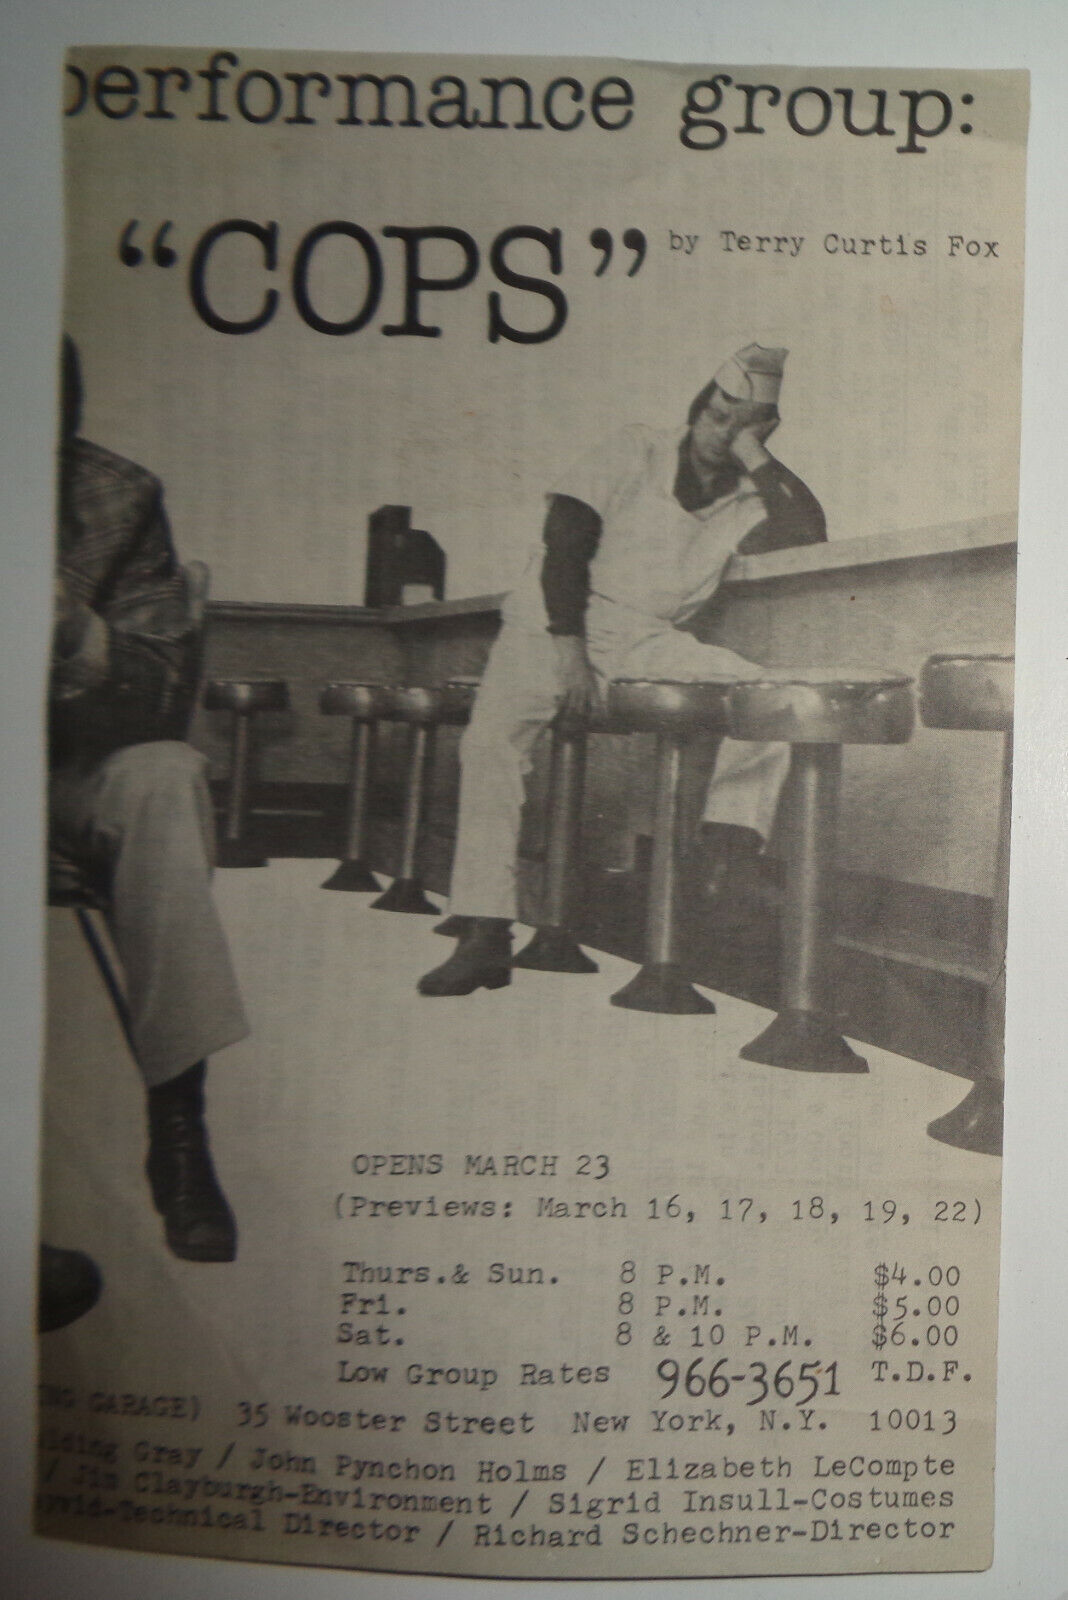 performance group:
“COPS” by Terry Curtis Fox
OPENS MARCH 23
(Previews: March 16, 17, 18, 19, 22)
Thurs.& Sun. 8 P.M. $4.00
Fri. 8 P.M. $5.00
Sat. 8 & 10 P.M. $6.00
Low Group Rates 966-3651 T.D.F.
ING GARAGE) 35 Wooster Street New York, N.Y. 10013
lding Gray / John Pynchon Holms / Elizabeth LeCompte
/ Jim Clayburgh-Environment / Sigrid Insull-Costumes
Technical Director / Richard Schechner-Director